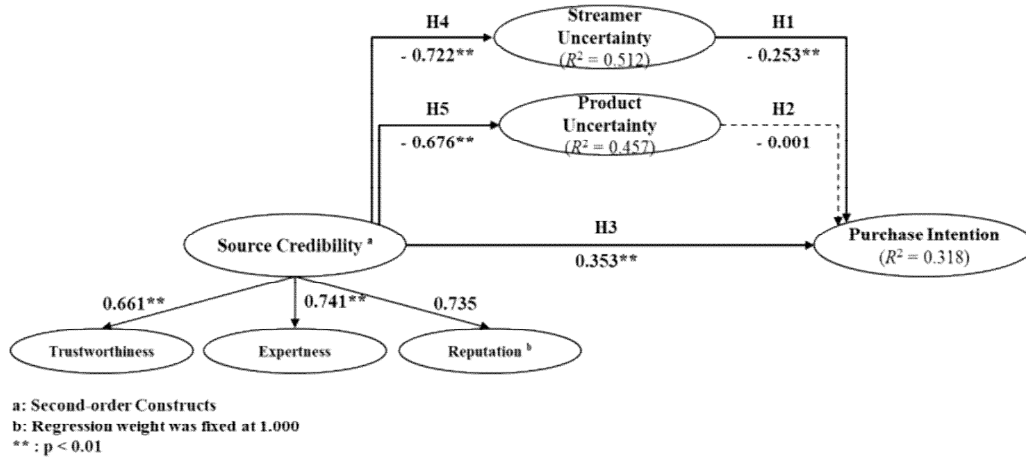 H4
- 0.722**
Streamer
Uncertainty
(R² = 0.512)
H1
- 0.253**
H5
- 0.676**
Product
Uncertainty
(R² = 0.457)
H2
- 0.001
Source Credibility ᵃ
H3
0.353**
Purchase Intention
(R² = 0.318)
0.661**
0.741**
0.735
Trustworthiness
Expertness
Reputation ᵇ
a: Second-order Constructs
b: Regression weight was fixed at 1.000
** : p < 0.01